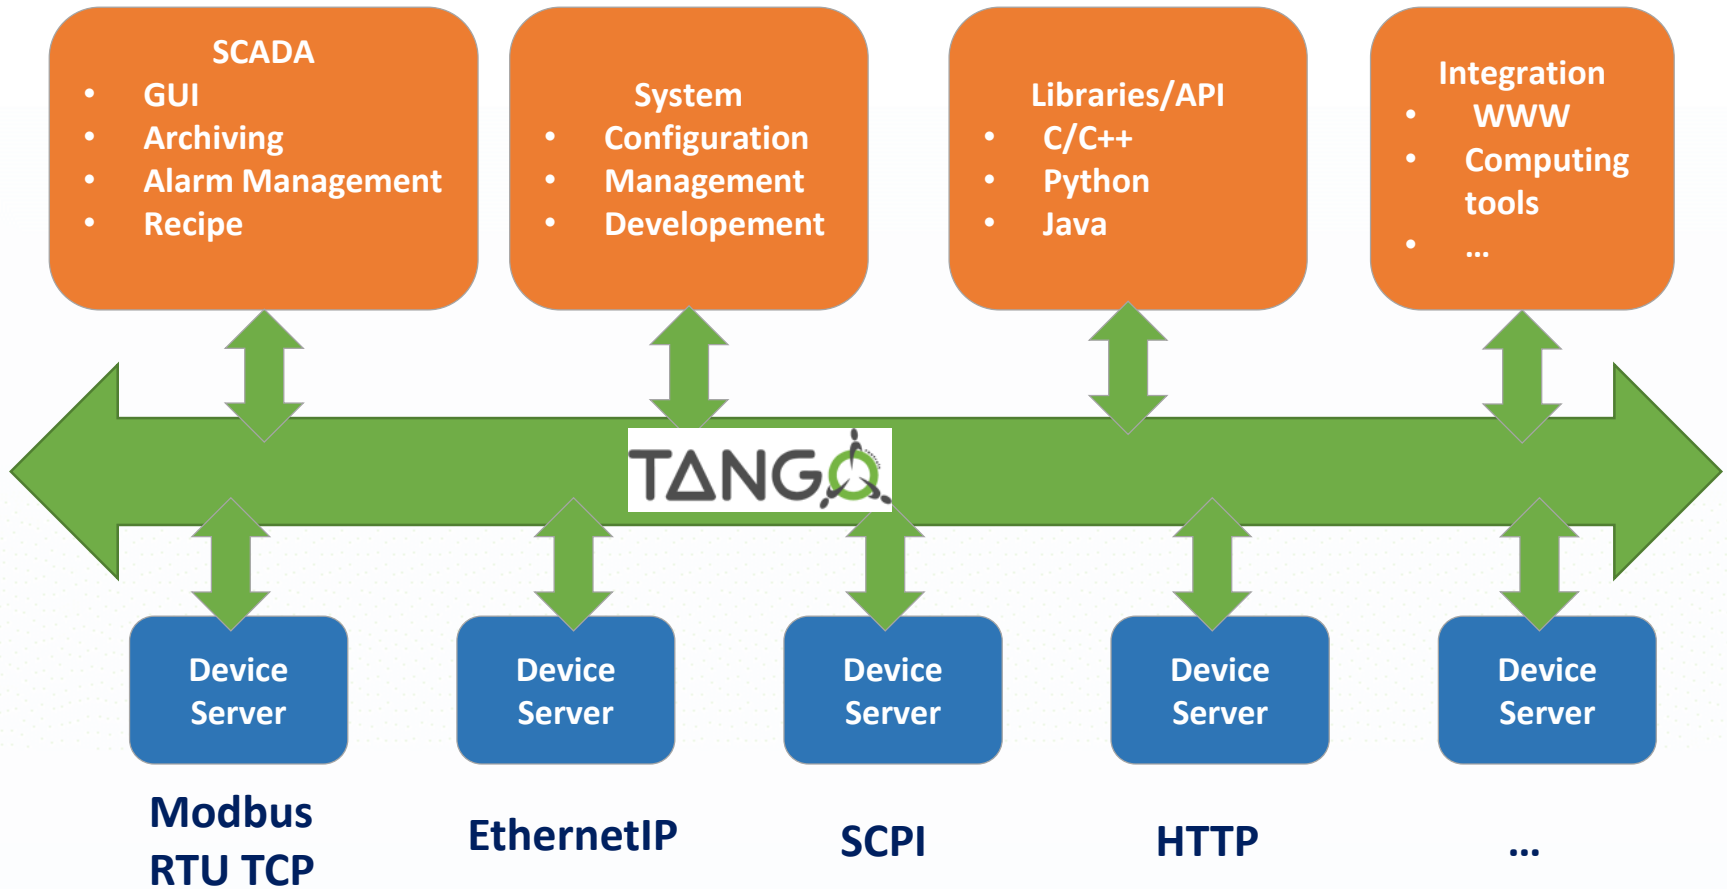 SCADA
• GUI
• Archiving
• Alarm Management
• Recipe
System
• Configuration
• Management
• Developement
Libraries/API
• C/C++
• Python
• Java
Integration
• WWW
• Computing
tools
• ...
TANGO
Device
Server
Device
Server
Device
Server
Device
Server
Device
Server
Modbus
RTU TCP
EthernetIP
SCPI
HTTP
...